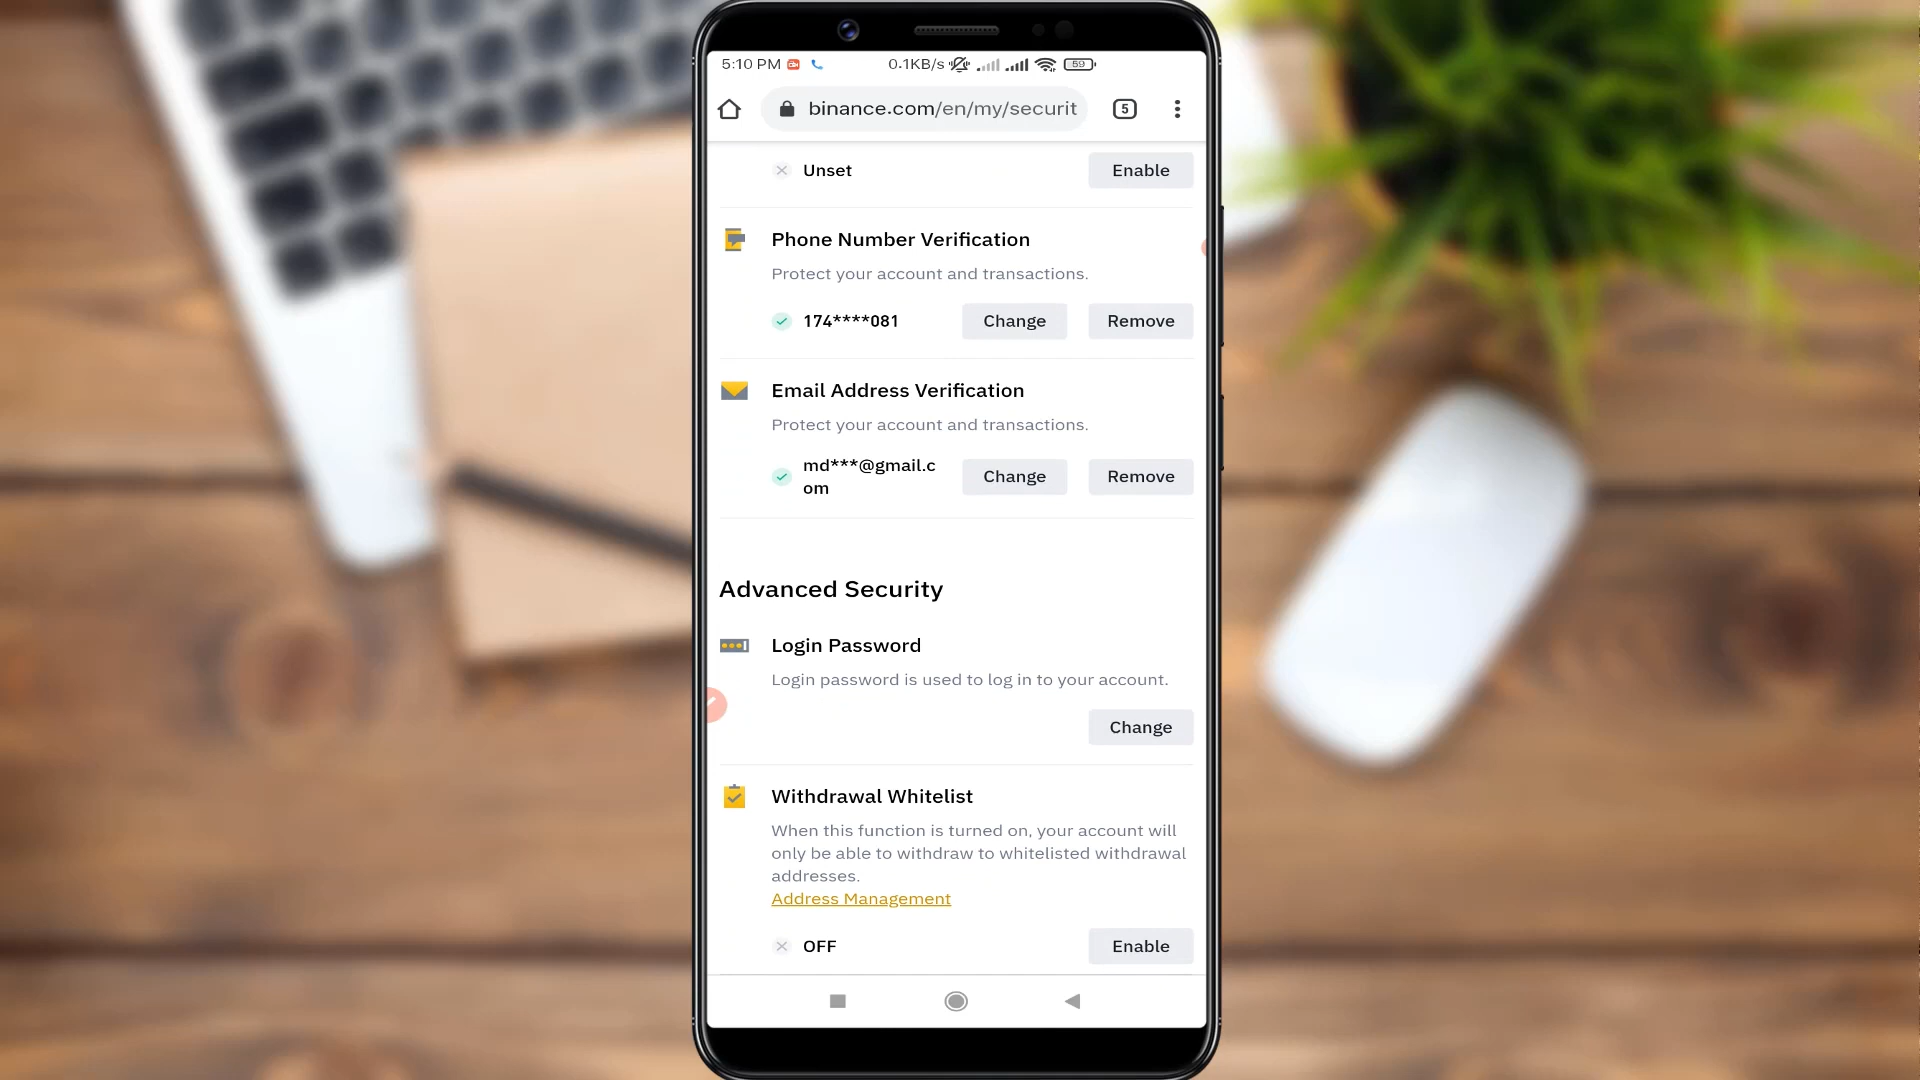 5:10 PM 0.1KB/s 59
binance.com/en/my/securit 5
Unset Enable
Phone Number Verification
Protect your account and transactions.
174****081 Change Remove
Email Address Verification
Protect your account and transactions.
md***@gmail.c
om
Change Remove
Advanced Security
Login Password
Login password is used to log in to your account.
Change
Withdrawal Whitelist
When this function is turned on, your account will
only be able to withdraw to whitelisted withdrawal
addresses.
Address Management
OFF Enable